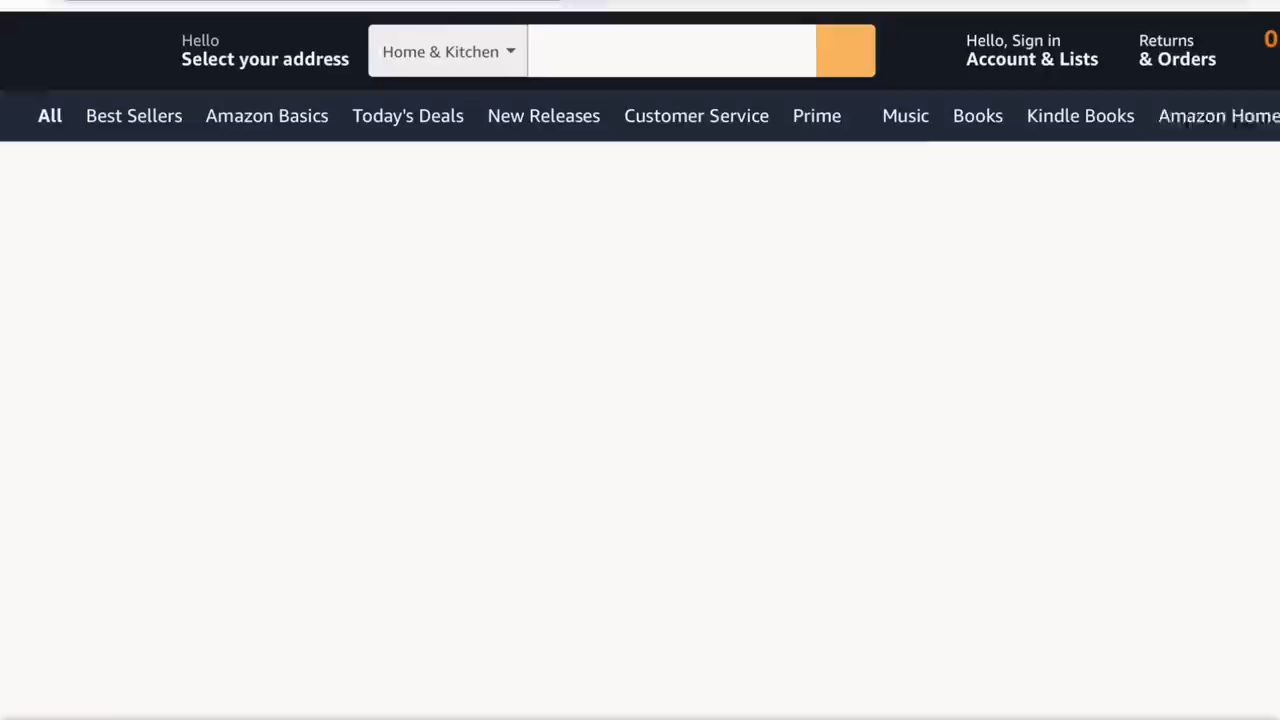 Hello
Select your address
Home & Kitchen
Hello, Sign in
Account & Lists
Returns
& Orders
0
All Best Sellers Amazon Basics Today's Deals New Releases Customer Service Prime Music Books Kindle Books Amazon Home